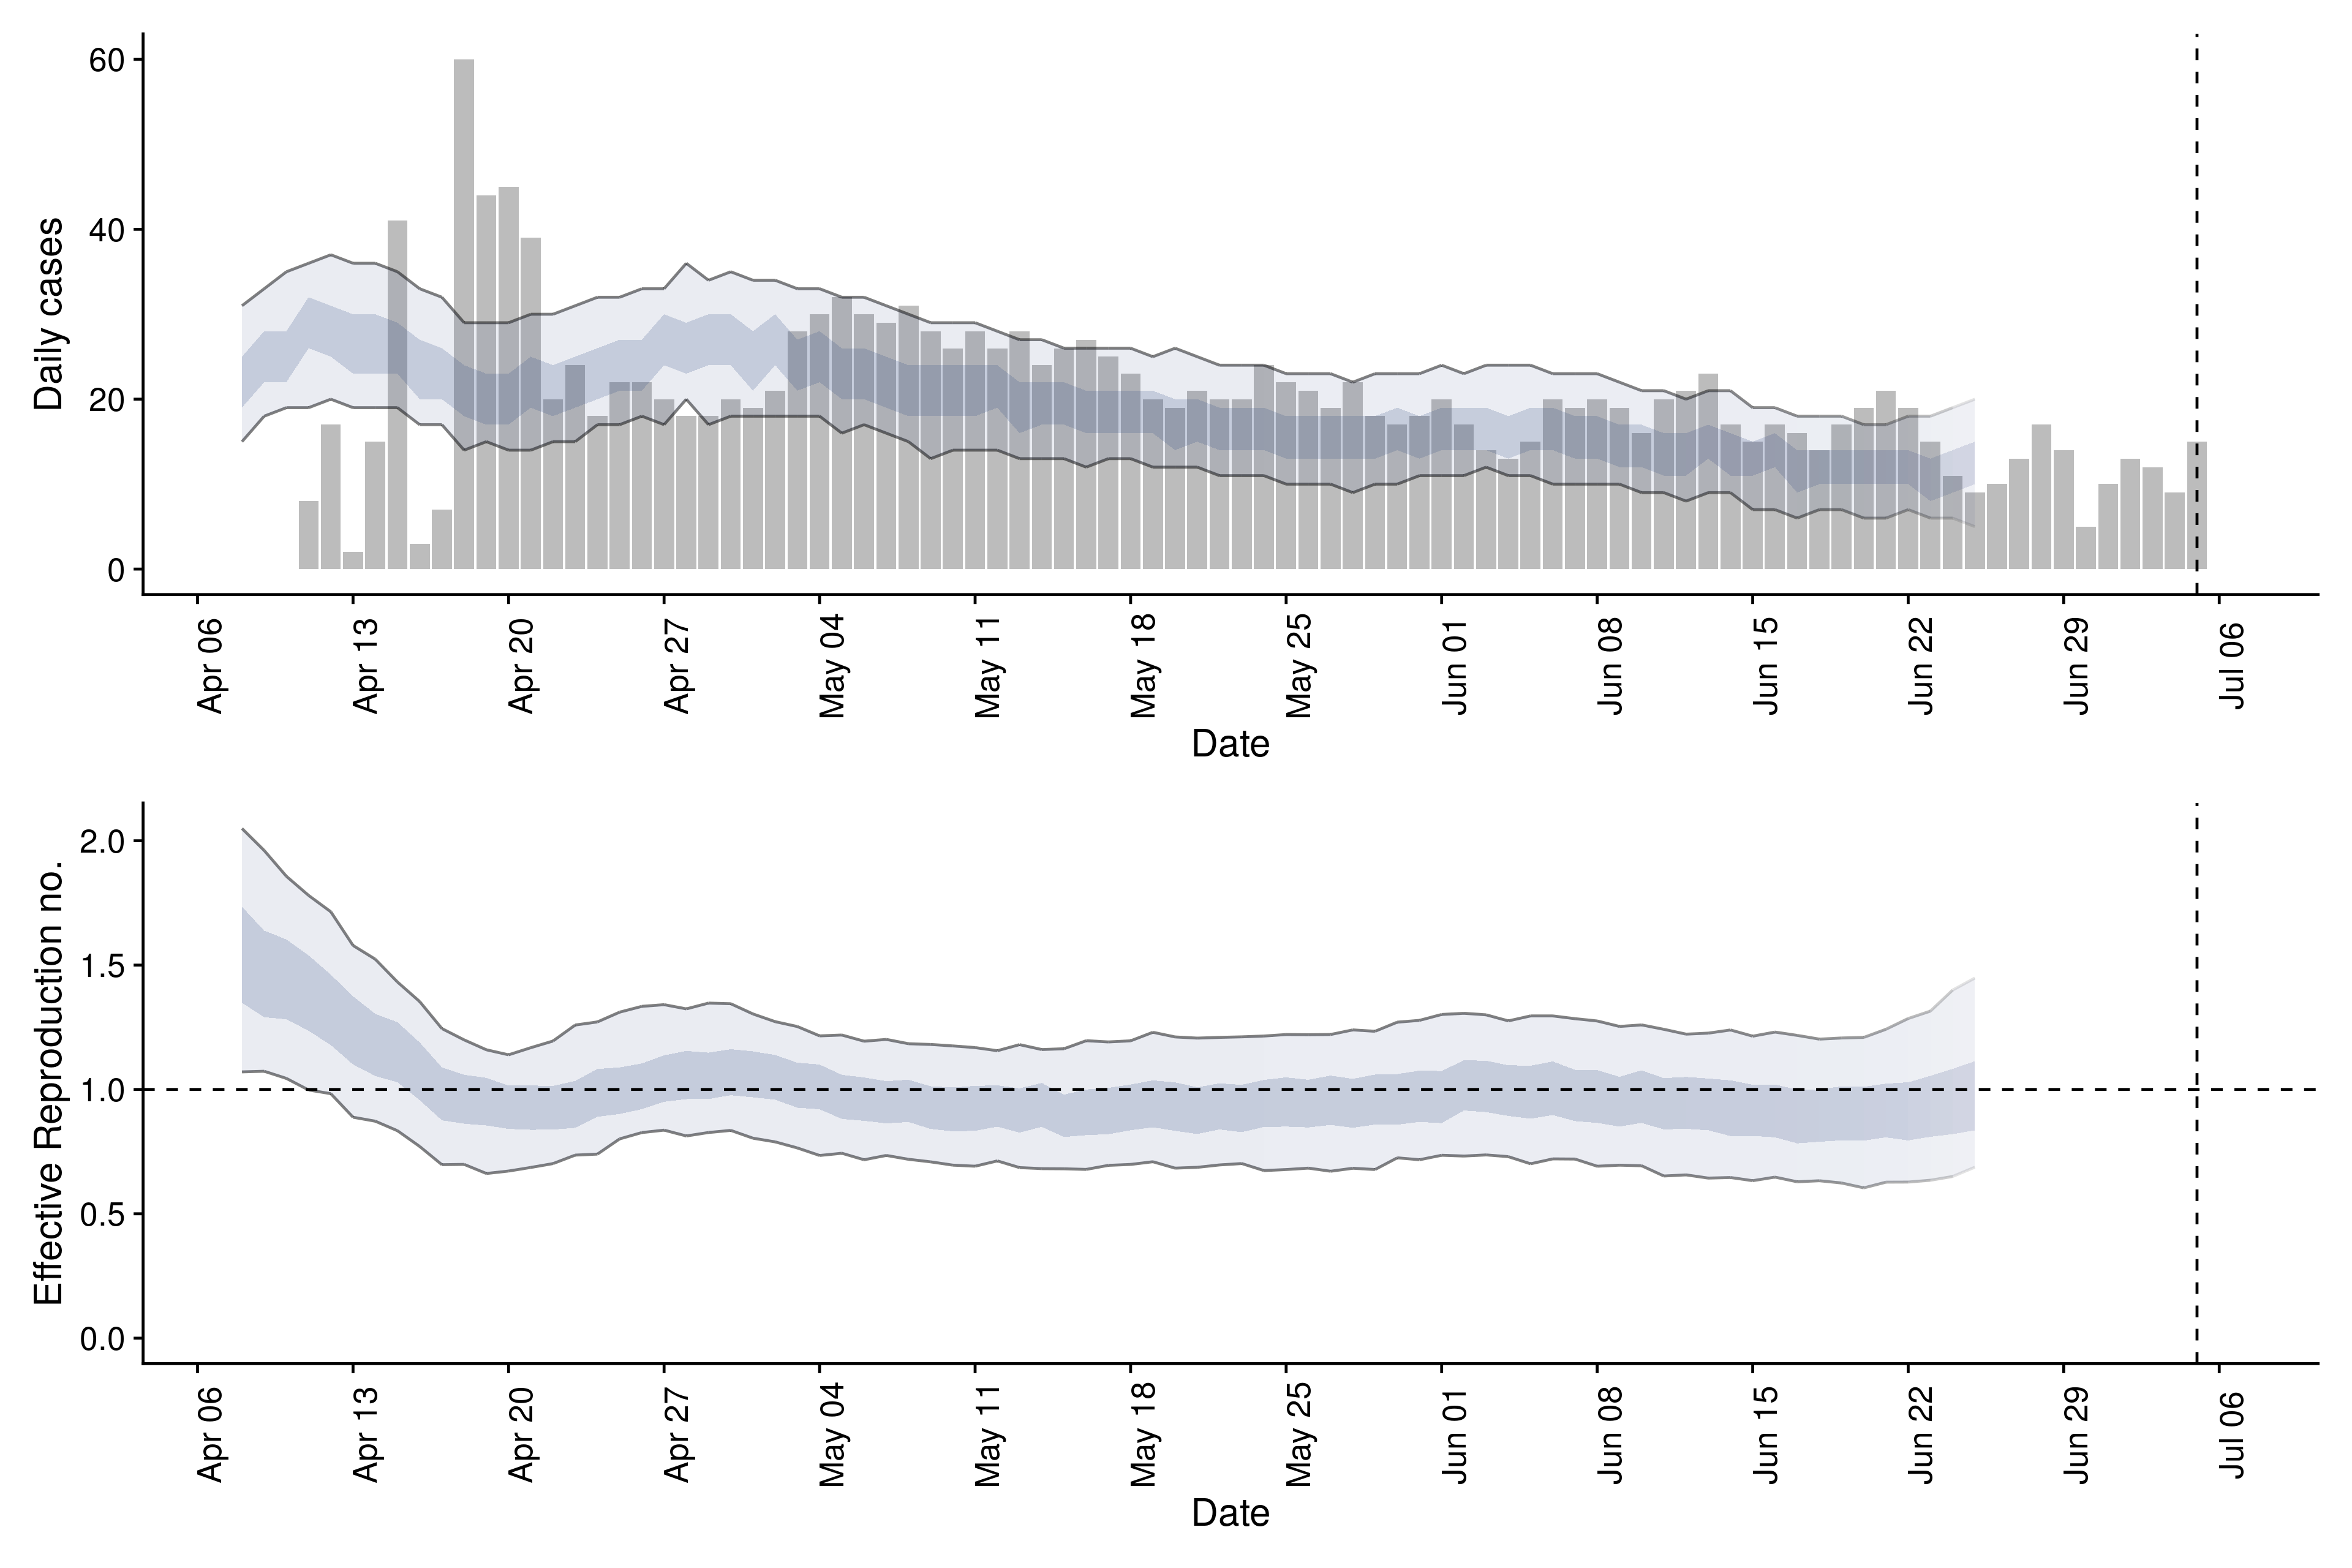 Daily cases
60
40
20
0
Apr 06
Apr 13
Apr 20
Apr 27
May 04
May 11
May 18
May 25
Jun 01
Jun 08
Jun 15
Jun 22
Jun 29
Jul 06
Date
Effective Reproduction no.
2.0
1.5
1.0
0.5
0.0
Apr 06
Apr 13
Apr 20
Apr 27
May 04
May 11
May 18
May 25
Jun 01
Jun 08
Jun 15
Jun 22
Jun 29
Jul 06
Date